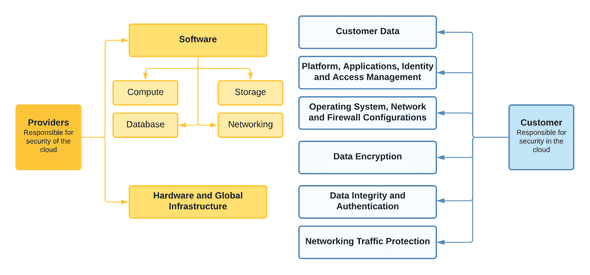 Providers
Responsible for
security of the
cloud
Software
Compute
Storage
Database
Networking
Hardware and Global
Infrastructure
Customer Data
Platform, Applications, Identity
and Access Management
Operating System, Network
and Firewall Configurations
Data Encryption
Data Integrity and
Authentication
Networking Traffic Protection
Customer
Responsible for
security in the
cloud